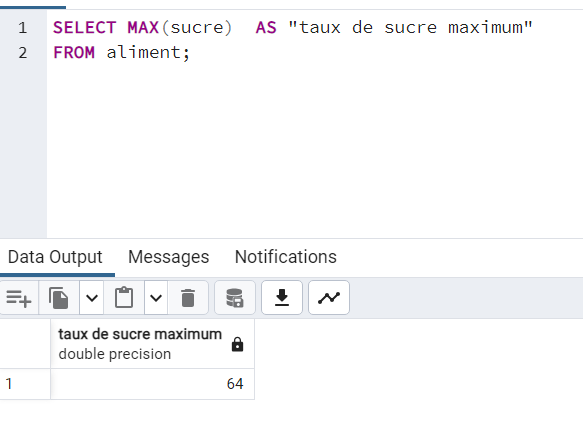 1 SELECT MAX(sucre)  AS "taux de sucre maximum"
2 FROM aliment;
Data Output Messages Notifications
taux de sucre maximum
double precision
1 64